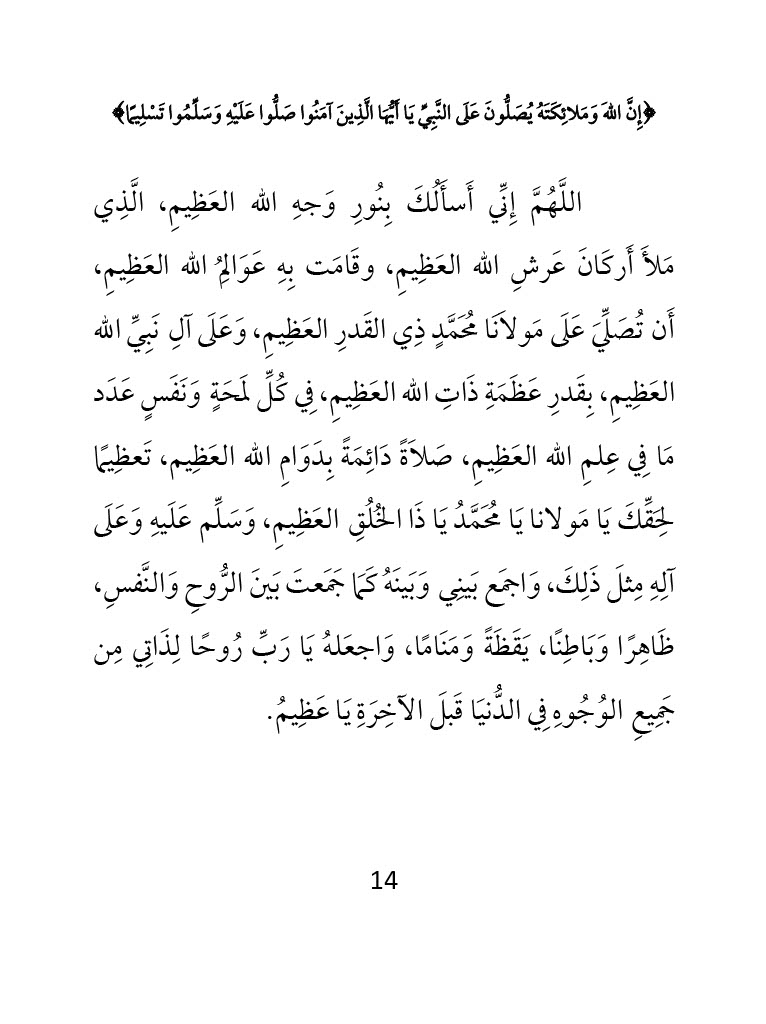 ﴿إِنَّ اللهَ وَمَلائِكَتَهُ يُصَلُّونَ عَلَى النَّبِيِّ يَا أَيُّهَا الَّذِينَ آمَنُوا صَلُّوا عَلَيْهِ وَسَلِّمُوا تَسْلِيمًا﴾
اللَّهُمَّ إِنِّي أَسأَلُكَ بِنُورِ وَجهِ الله العَظِيمِ، الَّذِي
مَلأَ أَركَانَ عَرشِ الله العَظِيمِ، وقَامَت بِهِ عَوَالِمُ الله العَظِيمِ،
أَن تُصَلِّيَ عَلَى مَولاَنَا مُحَمَّدٍ ذِي القَدرِ العَظِيمِ، وَعَلَى آلِ نَبِيِّ الله
العَظِيمِ، بِقَدرِ عَظَمَةِ ذَاتِ الله العَظِيمِ، فِي كُلِّ لَمحَةٍ وَنَفَسٍ عَدَد
مَا فِي عِلمِ الله العَظِيمِ، صَلاَةً دَائِمَةً بِدَوَامِ الله العَظِيم، تَعظِيمًا
لِحَقِّكَ يَا مَولانا يَا مُحَمَّدُ يَا ذَا الخُلُقِ العَظِيمِ، وَسَلِّم عَلَيهِ وَعَلَى
آلِهِ مِثلَ ذَلِكَ، وَاجمَع بَينِي وَبَينَهُ كَمَا جَمَعتَ بَينَ الرُّوحِ وَالنَّفسِ،
ظَاهِرًا وَبَاطِنًا، يَقَظَةً وَمَنَامًا، وَاجعَلهُ يَا رَبِّ رُوحًا لِذَاتِي مِن
جَمِيعِ الوُجُوهِ فِي الدُّنيَا قَبلَ الآخِرَةِ يَا عَظِيمُ.
14